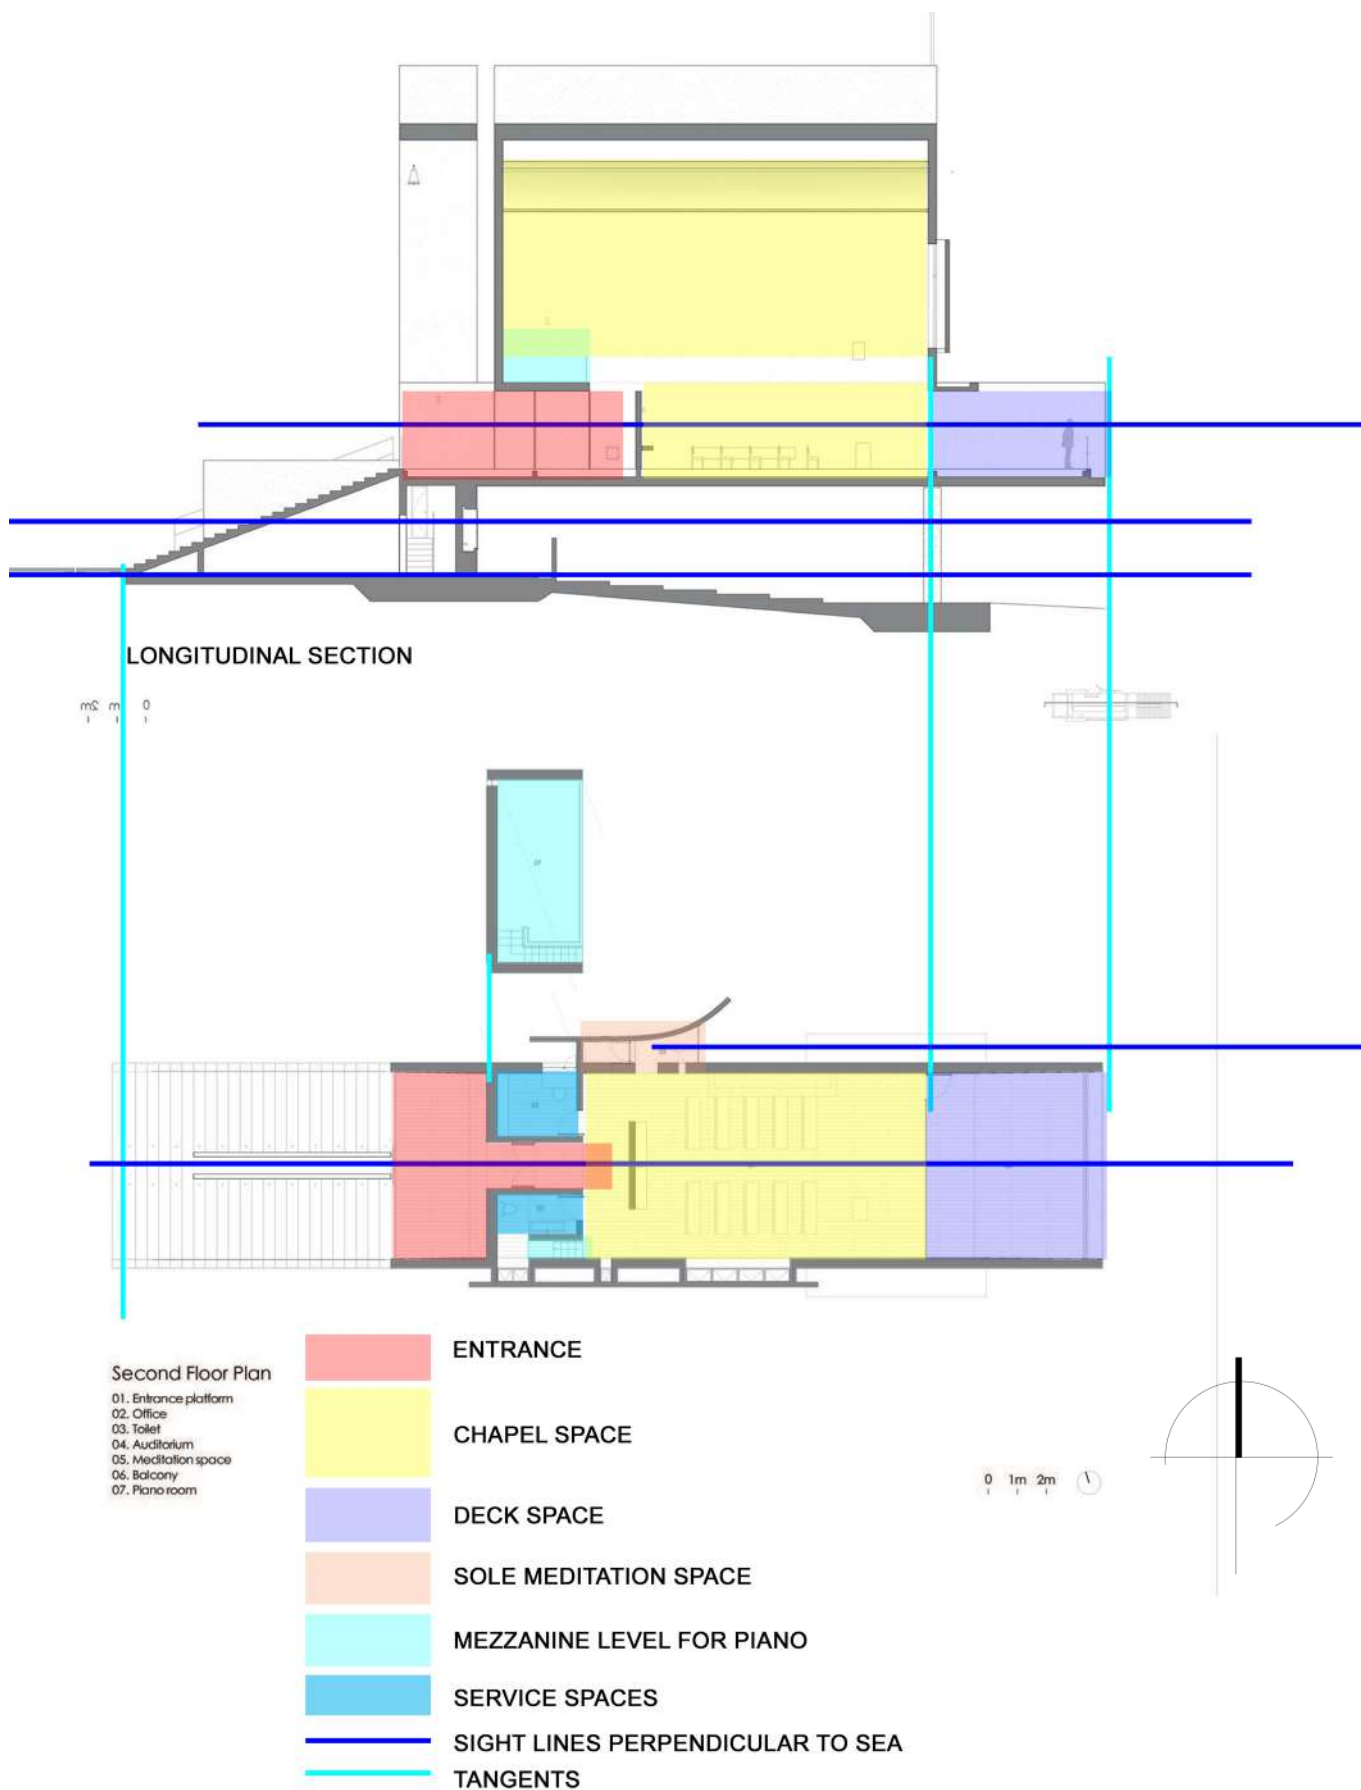 LONGITUDINAL SECTION
0 m 2m
Second Floor Plan
01. Entrance platform
02. Office
03. Toilet
04. Auditorium
05. Meditation space
06. Balcony
07. Piano room
ENTRANCE
CHAPEL SPACE
DECK SPACE
SOLE MEDITATION SPACE
MEZZANINE LEVEL FOR PIANO
SERVICE SPACES
SIGHT LINES PERPENDICULAR TO SEA
TANGENTS
0 1m 2m